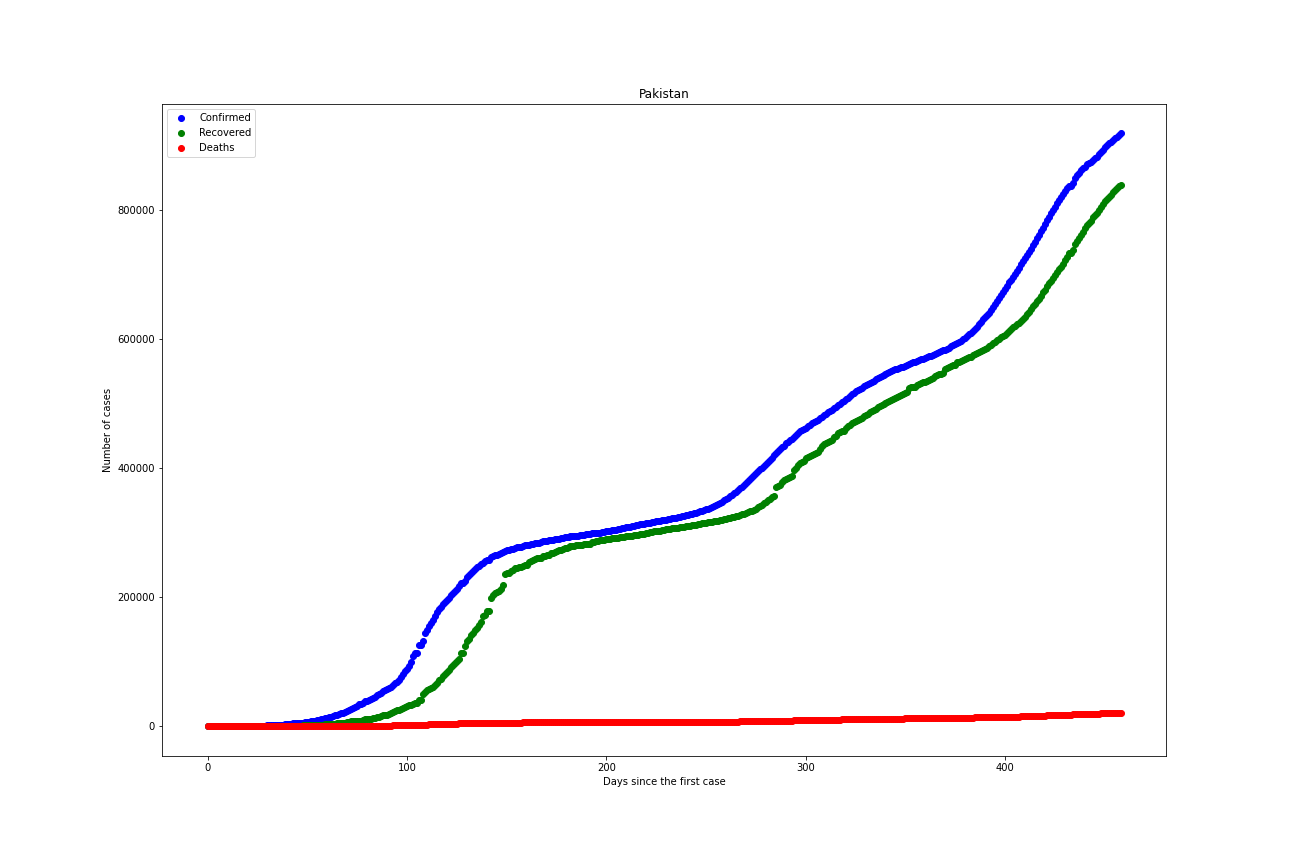 Pakistan
Confirmed
Recovered
Deaths
Number of cases
800000
600000
400000
200000
0
0
100
200
300
400
Days since the first case